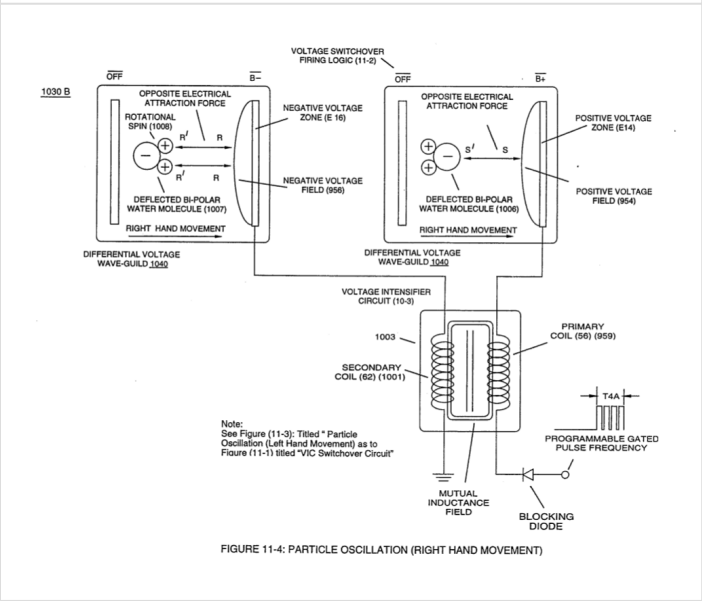 VOLTAGE SWITCHOVER
FIRING LOGIC (11-2)
OFF
B-
OFF
B+
1030 B
OPPOSITE ELECTRICAL
ATTRACTION FORCE
ROTATIONAL
SPIN (1008)
R/
R
R/
R
+
-
+
DEFLECTED BI-POLAR
WATER MOLECULE (1007)
RIGHT HAND MOVEMENT
NEGATIVE VOLTAGE
ZONE (E 16)
NEGATIVE VOLTAGE
FIELD (956)
OPPOSITE ELECTRICAL
ATTRACTION FORCE
S/
S
+
-
+
DEFLECTED BI-POLAR
WATER MOLECULE (1006)
RIGHT HAND MOVEMENT
POSITIVE VOLTAGE
ZONE (E14)
POSITIVE VOLTAGE
FIELD (954)
DIFFERENTIAL VOLTAGE
WAVE-GUILD 1040
DIFFERENTIAL VOLTAGE
WAVE-GUILD 1040
VOLTAGE INTENSIFIER
CIRCUIT (10-3)
1003
SECONDARY
COIL (62) (1001)
PRIMARY
COIL (56) (959)
T4A
PROGRAMMABLE GATED
PULSE FREQUENCY
Note:
See Figure (11-3): Titled " Particle
Oscillation (Left Hand Movement) as to
Figure (11-1) titled "VIC Switchover Circuit"
MUTUAL
INDUCTANCE
FIELD
BLOCKING
DIODE
FIGURE 11-4: PARTICLE OSCILLATION (RIGHT HAND MOVEMENT)